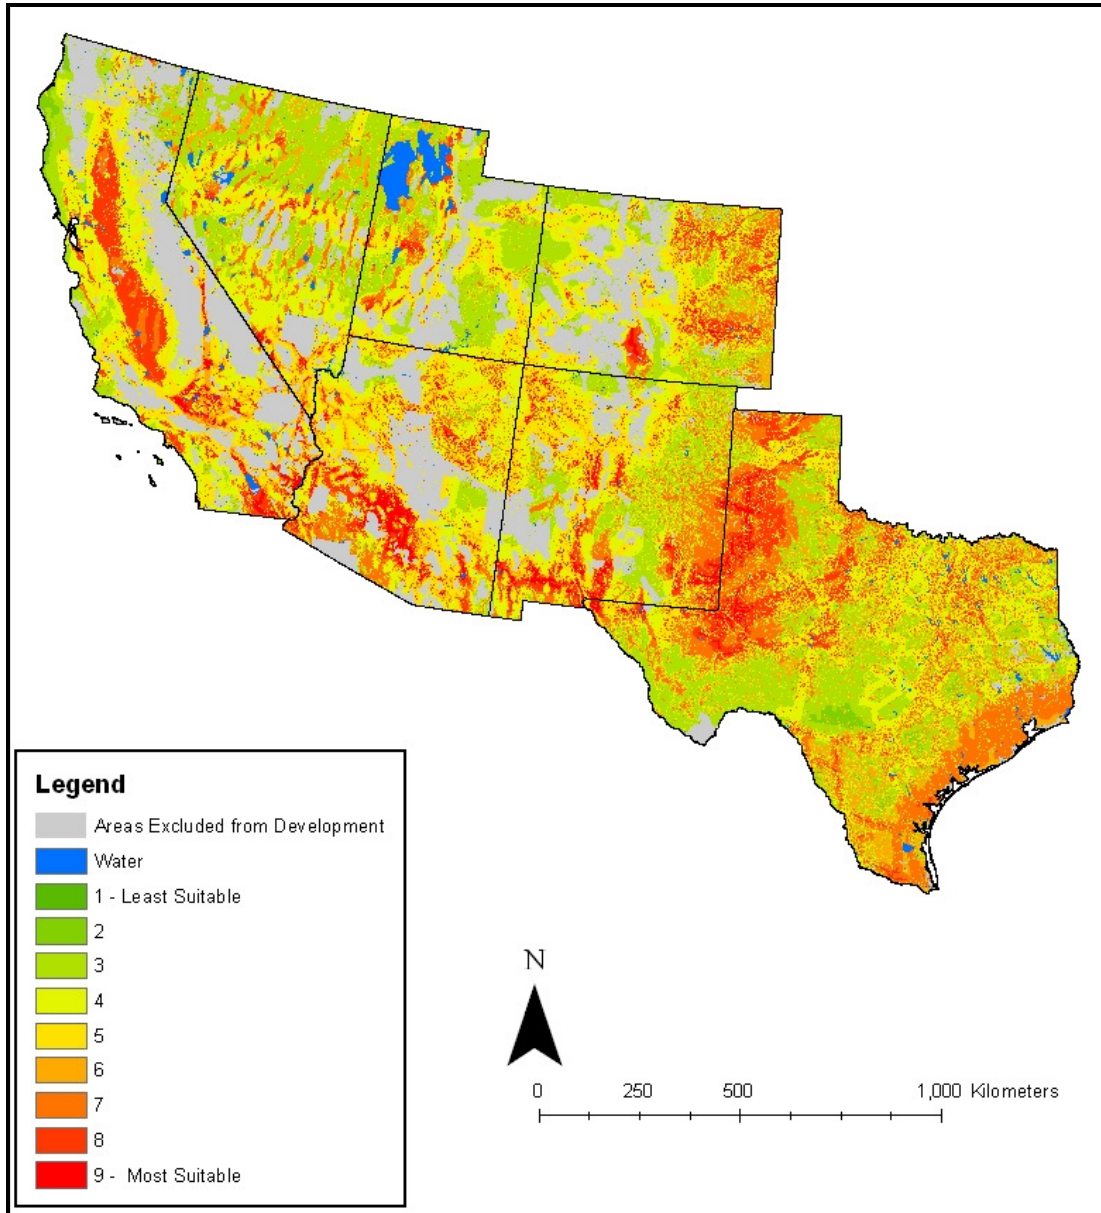 Legend
Areas Excluded from Development
Water
1 - Least Suitable
2
3
4
5
6
7
8
9 - Most Suitable
N
0 250 500 1,000 Kilometers